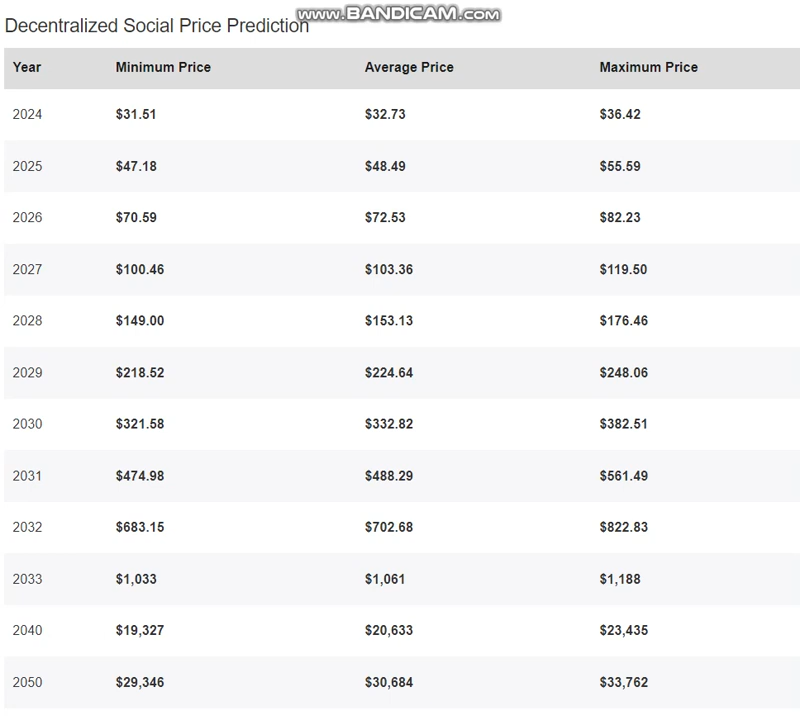 www.BANDICAM.com
Decentralized Social Price Prediction
Year Minimum Price Average Price Maximum Price
2024 $31.51 $32.73 $36.42
2025 $47.18 $48.49 $55.59
2026 $70.59 $72.53 $82.23
2027 $100.46 $103.36 $119.50
2028 $149.00 $153.13 $176.46
2029 $218.52 $224.64 $248.06
2030 $321.58 $332.82 $382.51
2031 $474.98 $488.29 $561.49
2032 $683.15 $702.68 $822.83
2033 $1,033 $1,061 $1,188
2040 $19,327 $20,633 $23,435
2050 $29,346 $30,684 $33,762